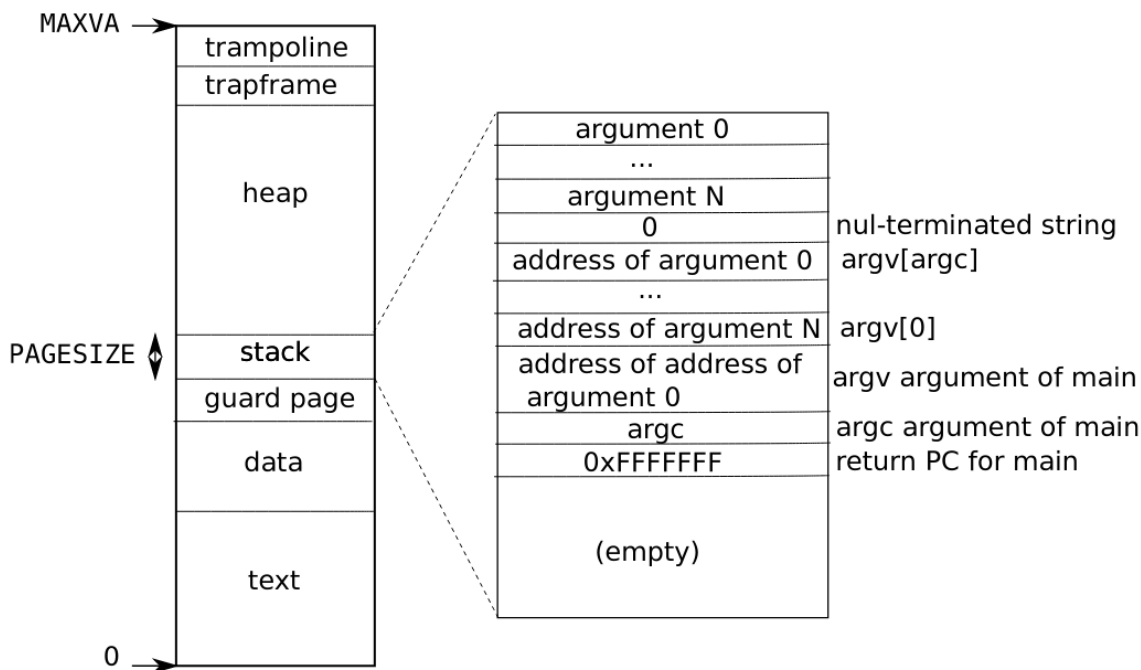 MAXVA
trampoline
trapframe
heap
PAGESIZE
stack
guard page
data
text
0
argument 0
...
argument N
0
nul-terminated string
address of argument 0
argv[argc]
...
address of argument N
argv[0]
address of address of
argument 0
argv argument of main
argc
argc argument of main
0xFFFFFFF
return PC for main
(empty)